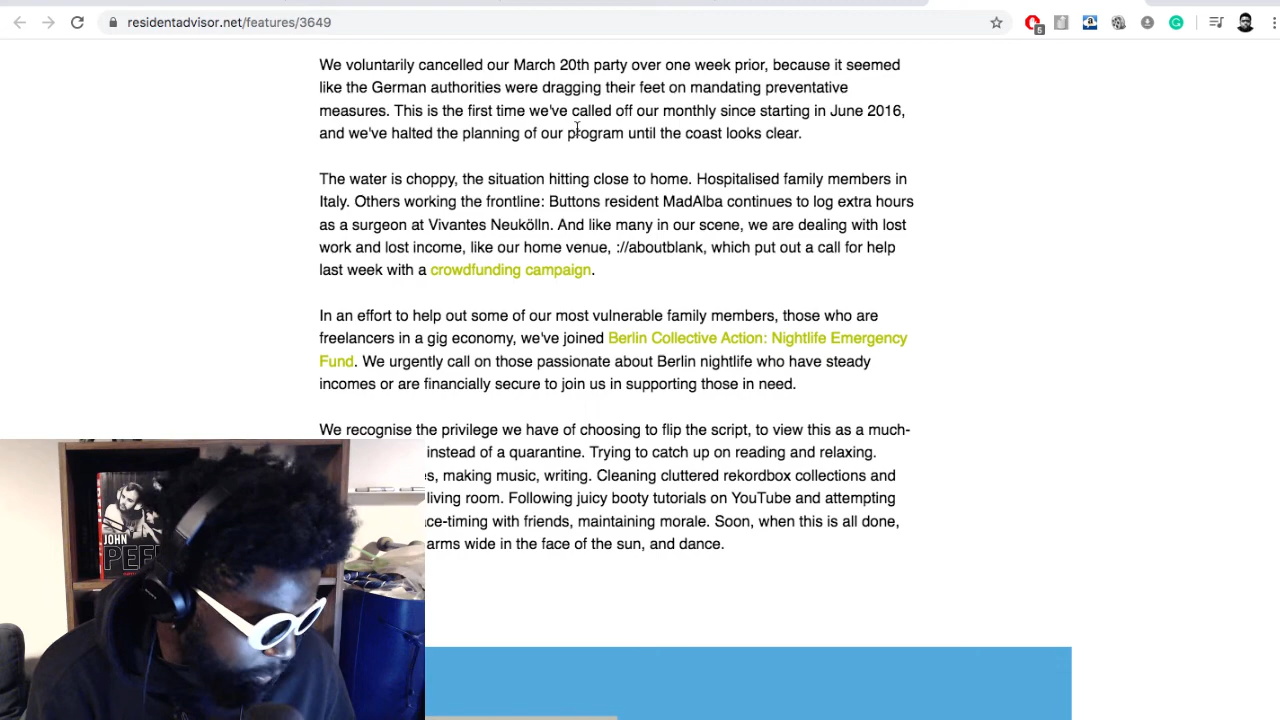 residentadvisor.net/features/3649
5
We voluntarily cancelled our March 20th party over one week prior, because it seemed
like the German authorities were dragging their feet on mandating preventative
measures. This is the first time we've called off our monthly since starting in June 2016,
and we've halted the planning of our program until the coast looks clear.
The water is choppy, the situation hitting close to home. Hospitalised family members in
Italy. Others working the frontline: Buttons resident MadAlba continues to log extra hours
as a surgeon at Vivantes Neukölln. And like many in our scene, we are dealing with lost
work and lost income, like our home venue, ://aboutblank, which put out a call for help
last week with a crowdfunding campaign.
In an effort to help out some of our most vulnerable family members, those who are
freelancers in a gig economy, we've joined Berlin Collective Action: Nightlife Emergency
Fund. We urgently call on those passionate about Berlin nightlife who have steady
incomes or are financially secure to join us in supporting those in need.
We recognise the privilege we have of choosing to flip the script, to view this as a much-
instead of a quarantine. Trying to catch up on reading and relaxing.
es, making music, writing. Cleaning cluttered rekordbox collections and
living room. Following juicy booty tutorials on YouTube and attempting
ce-timing with friends, maintaining morale. Soon, when this is all done,
arms wide in the face of the sun, and dance.
JOHN
PEEL